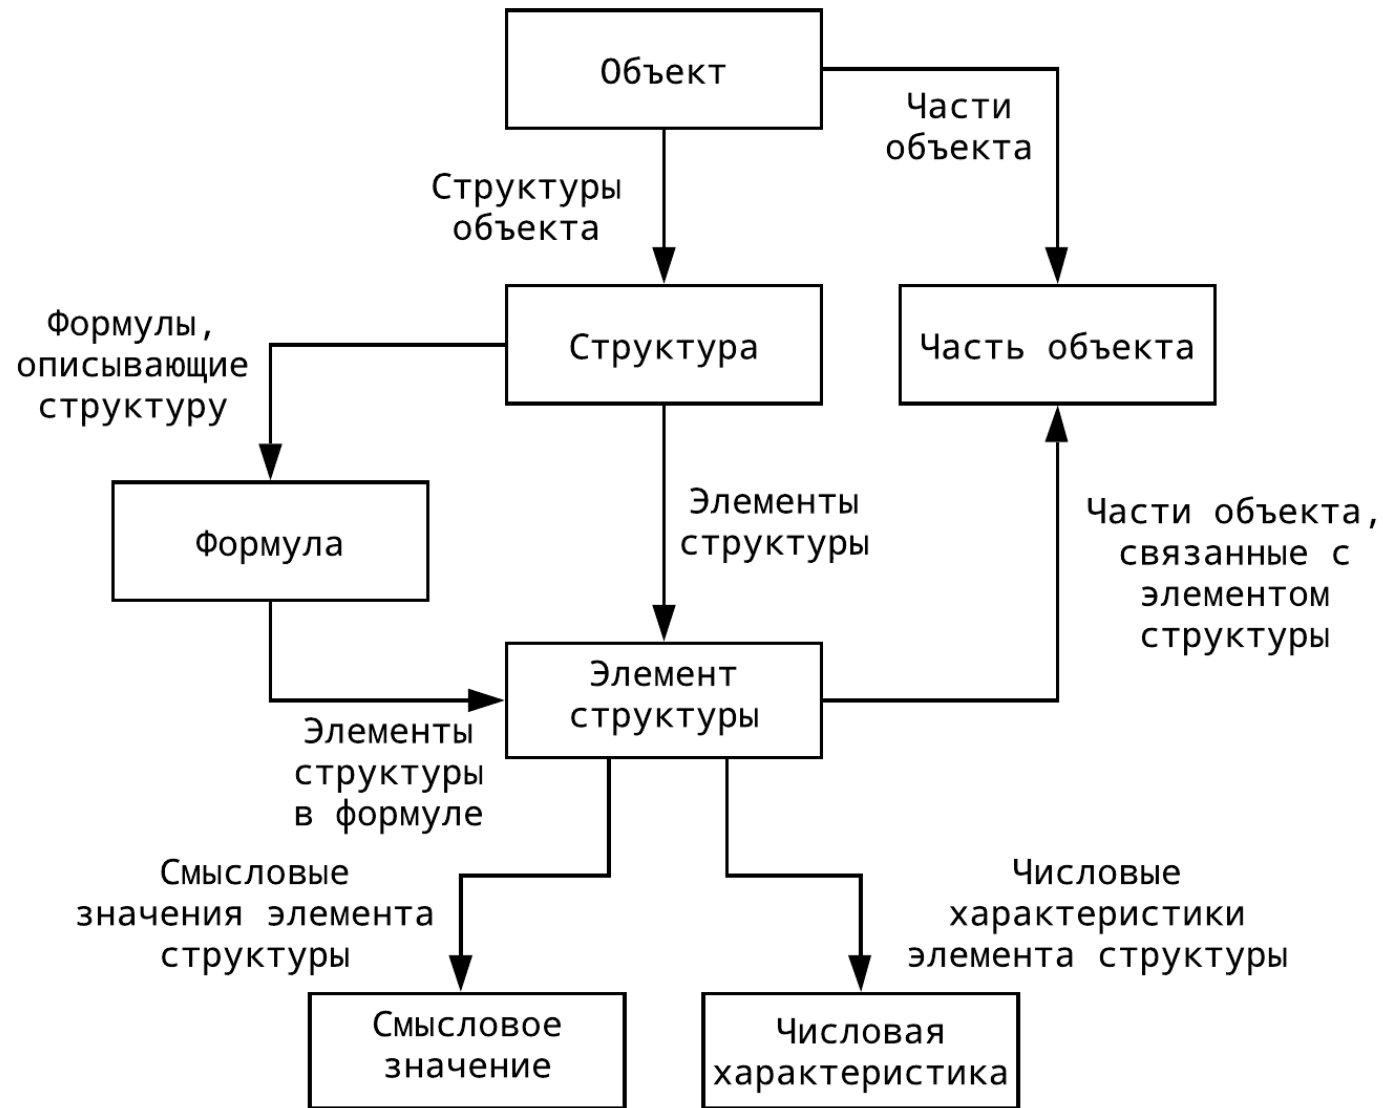 Объект
Части
объекта
Структуры
объекта
Формулы,
описывающие
структуру
Структура
Часть объекта
Элементы
структуры
Части объекта,
связанные с
элементом
структуры
Формула
Элемент
структуры
Элементы
структуры
в формуле
Смысловые
значения элемента
структуры
Числовые
характеристики
элемента структуры
Смысловое
значение
Числовая
характеристика